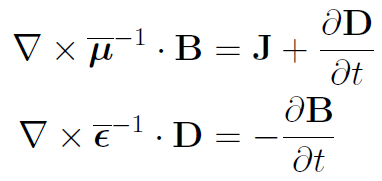 ∇ × μ̅⁻¹ · B = J + ∂D/∂t
∇ × ϵ̅⁻¹ · D = −∂B/∂t